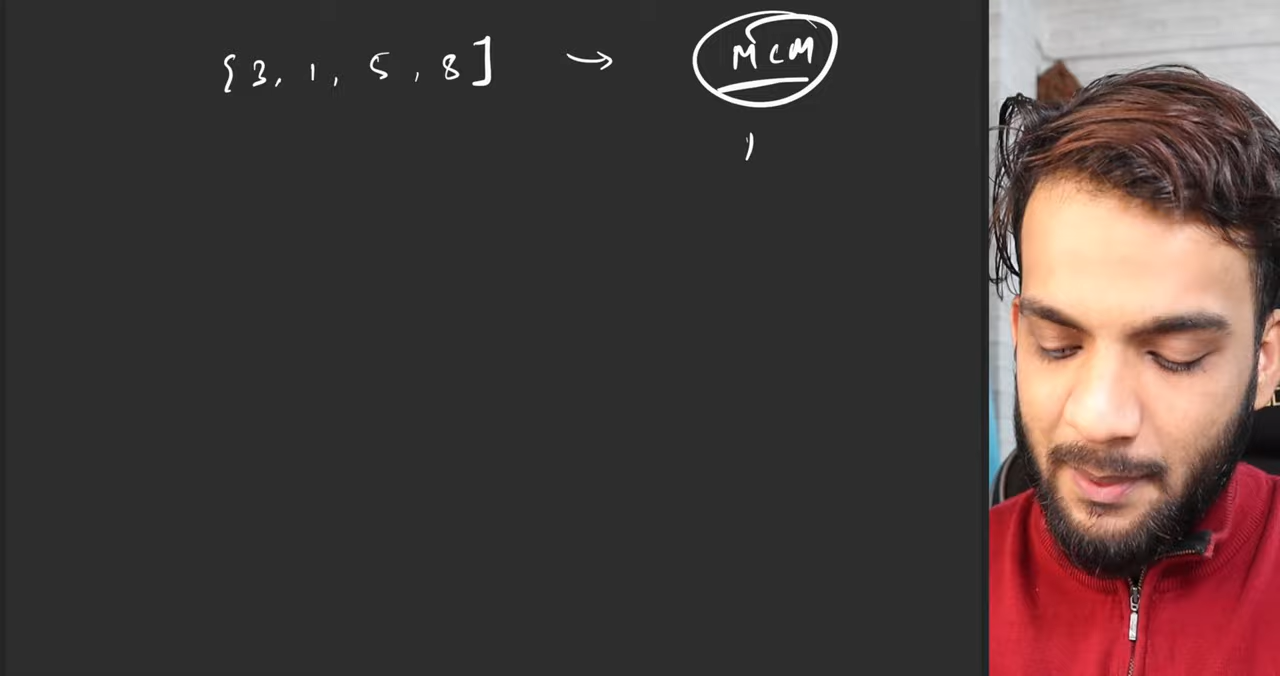 {3, 1, 5, 8] → MCM